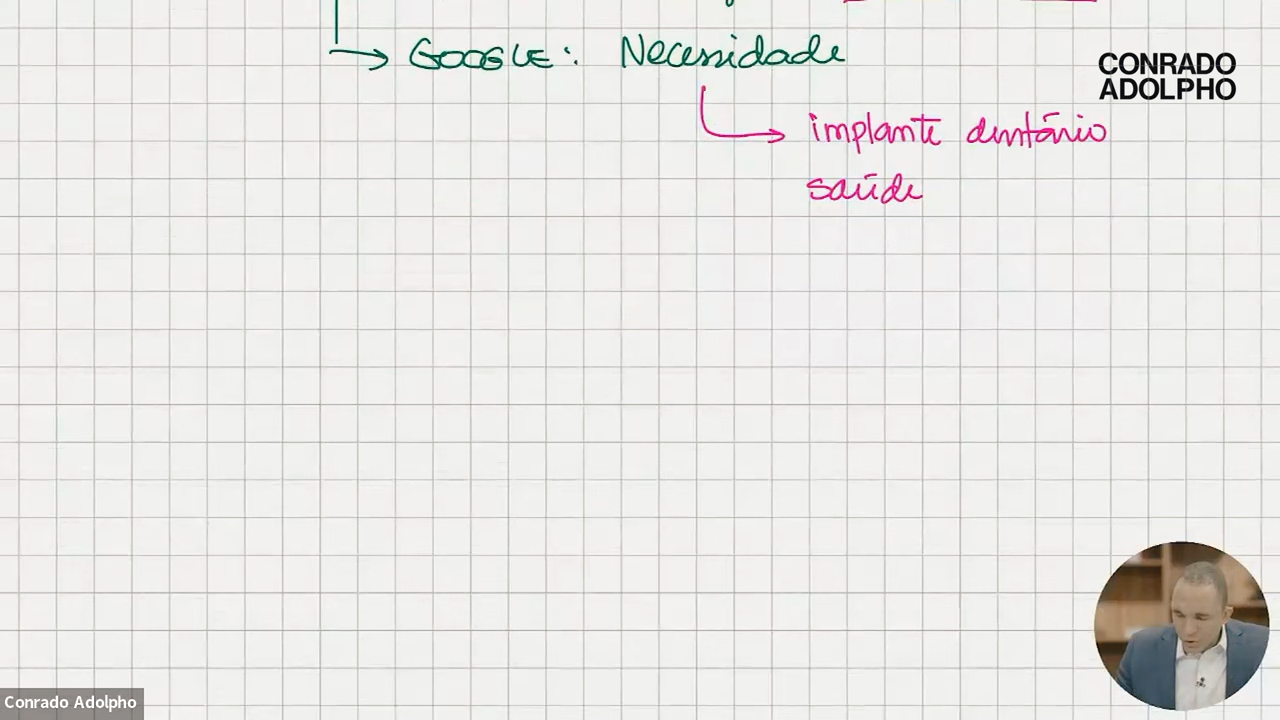 GOOGLE: Necessidade
CONRADO
ADOLPHO
implante dentário
saúde
Conrado Adolpho